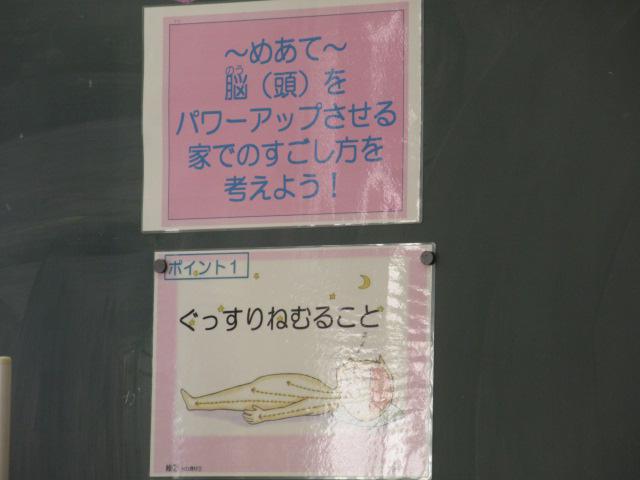 ～めあて～
脳（頭）を
のう
パワーアップさせる
家でのすごし方を
考えよう！
ポイント1
ぐっすりねむること